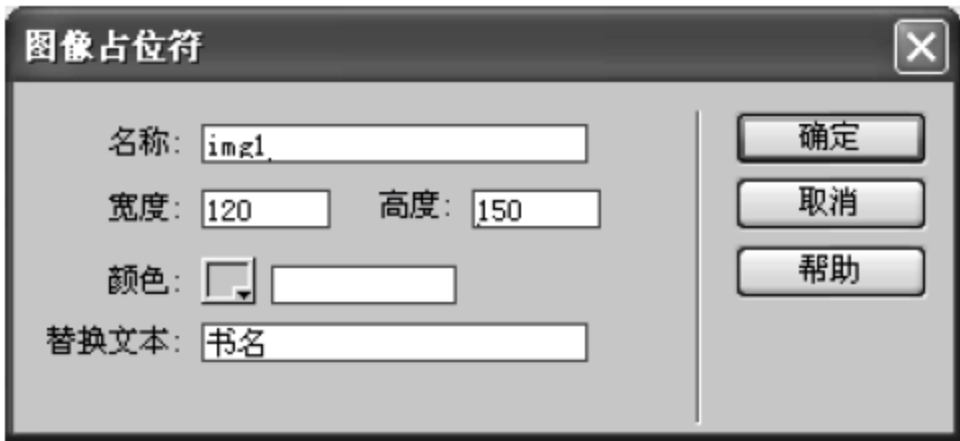 图像占位符
名称: img1 确定
宽度: 120 高度: 150 取消
颜色: 帮助
替换文本: 书名